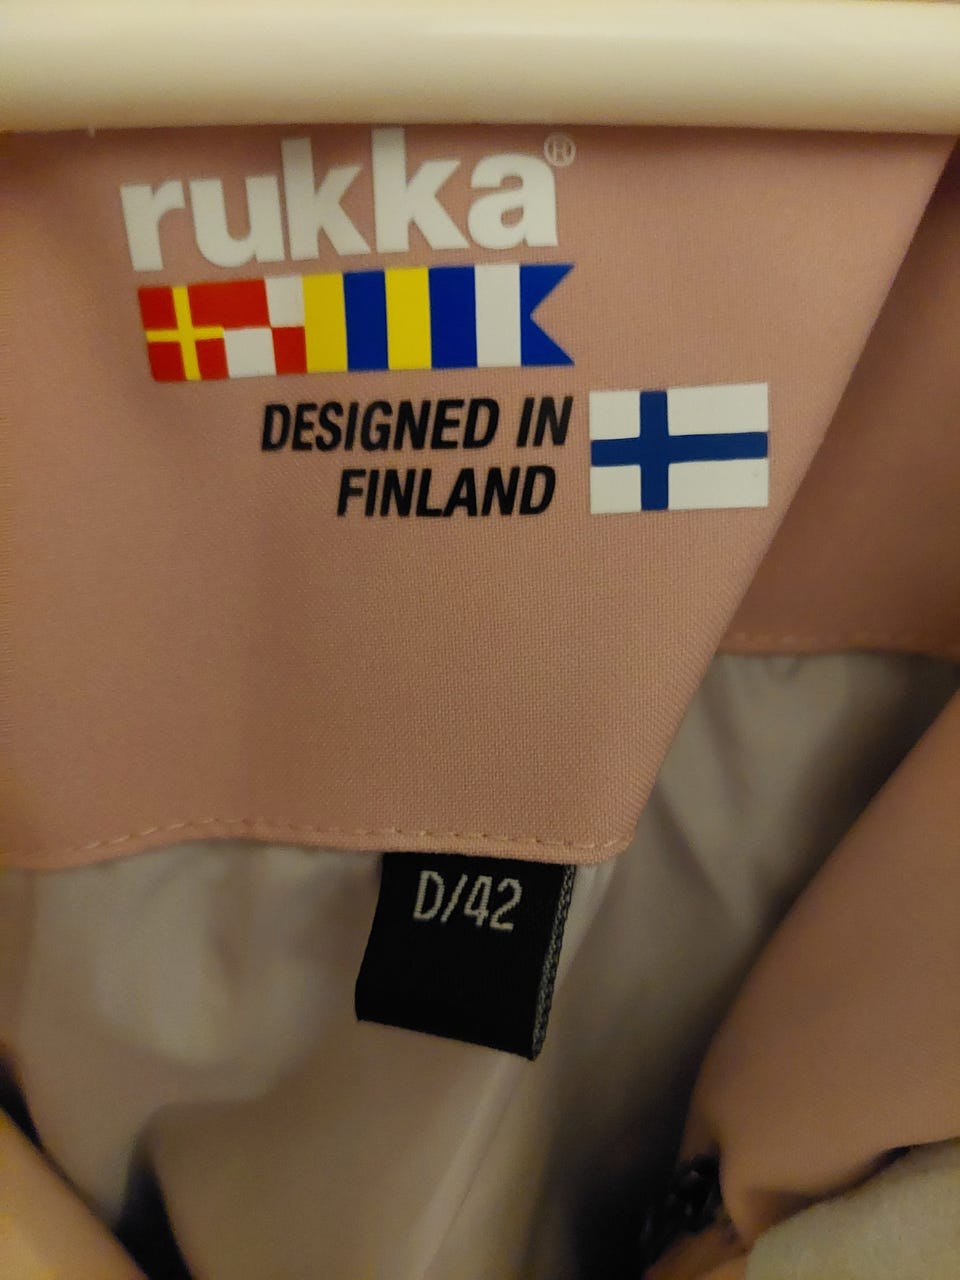 rukka®
DESIGNED IN
FINLAND
D/42